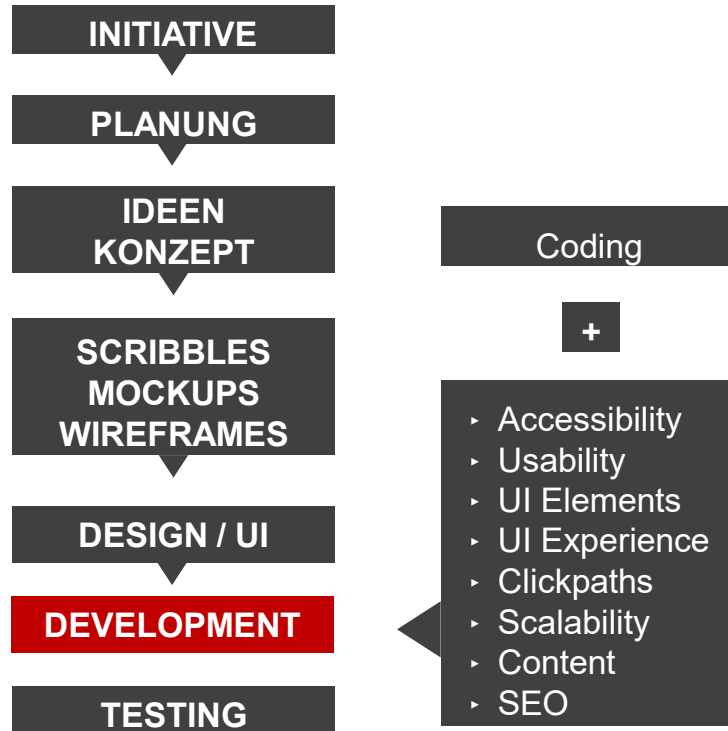 INITIATIVE
PLANUNG
IDEEN
KONZEPT
SCRIBBLES
MOCKUPS
WIREFRAMES
DESIGN / UI
DEVELOPMENT
TESTING
Coding
+
‣ Accessibility
‣ Usability
‣ UI Elements
‣ UI Experience
‣ Clickpaths
‣ Scalability
‣ Content
‣ SEO